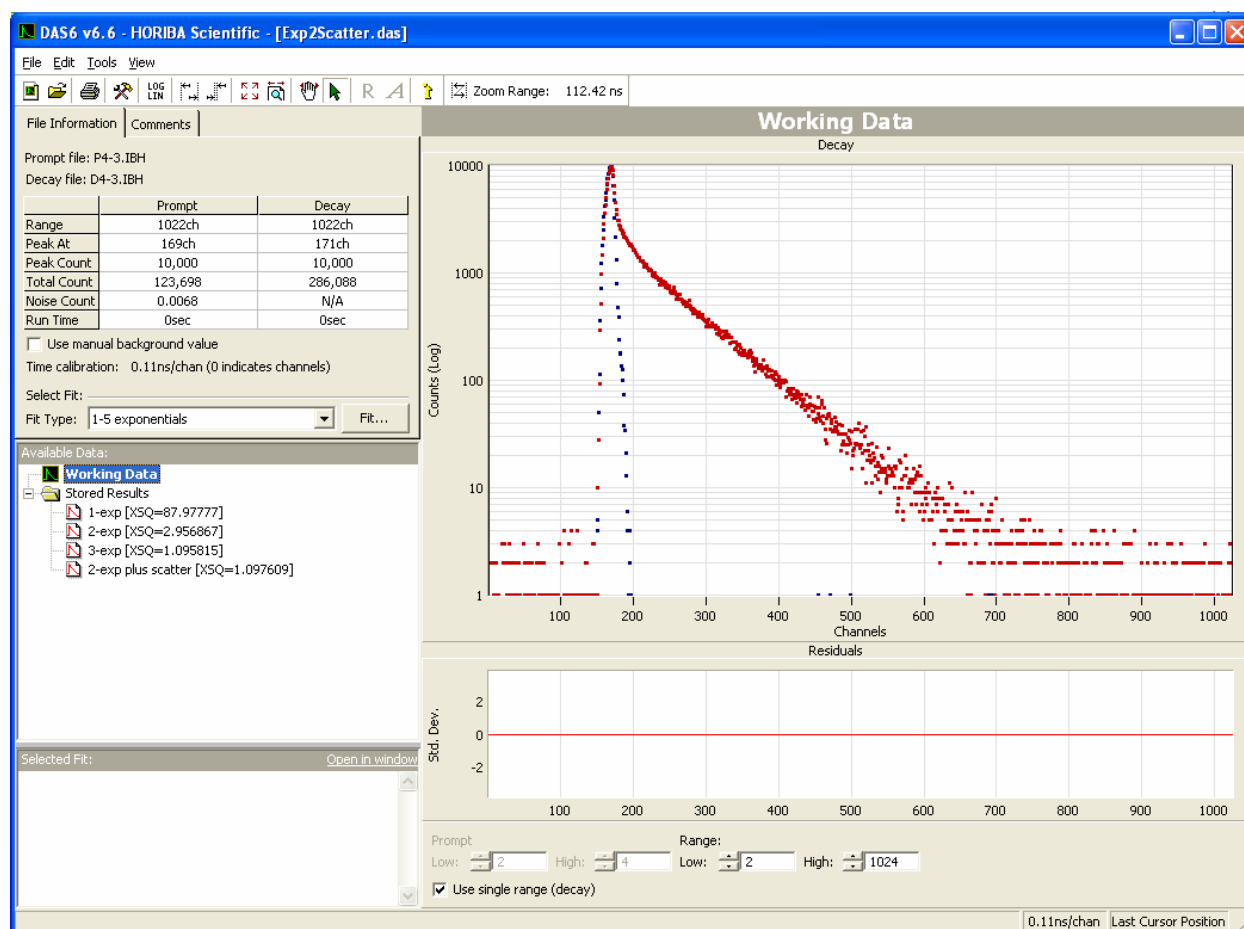 DAS6 v6.6 - HORIBA Scientific - [Exp2Scatter.das]
File Edit Tools View
LOG LIN R A Zoom Range: 112.42 ns
File Information Comments
Prompt file: P4-3.IBH
Decay file: D4-3.IBH
Prompt Decay
Range 1022ch 1022ch
Peak At 169ch 171ch
Peak Count 10,000 10,000
Total Count 123,698 286,088
Noise Count 0.0068 N/A
Run Time 0sec 0sec
Use manual background value
Time calibration: 0.11ns/chan (0 indicates channels)
Select Fit:
Fit Type: 1-5 exponentials Fit...
Available Data:
Working Data
Stored Results
1-exp [XSQ=87.97777]
2-exp [XSQ=2.956867]
3-exp [XSQ=1.095815]
2-exp plus scatter [XSQ=1.097609]
Selected Fit: Open in window
Working Data
Decay
Counts (Log)
10000
1000
100
10
1
100 200 300 400 500 600 700 800 900 1000
Channels
Residuals
Std. Dev.
2
0
-2
100 200 300 400 500 600 700 800 900 1000
Prompt Range:
Low: 2 High: 4 Low: 2 High: 1024
Use single range (decay)
0.11ns/chan Last Cursor Position